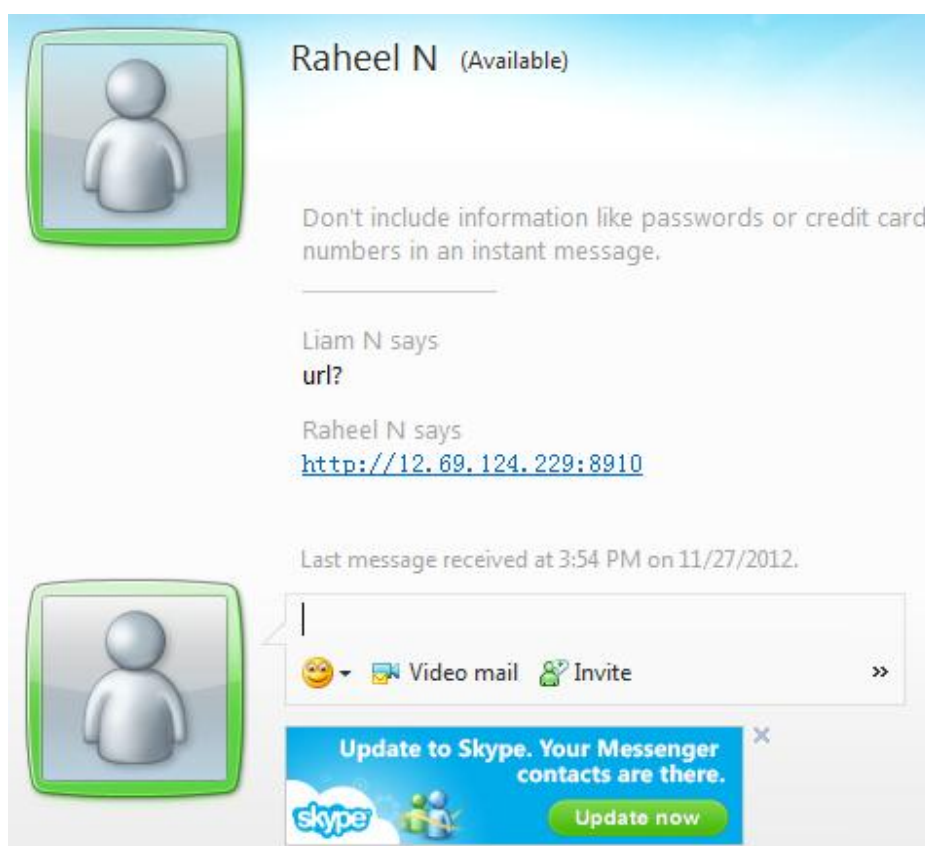 Raheel N (Available)
Don't include information like passwords or credit card
numbers in an instant message.
Liam N says
url?
Raheel N says
http://12.69.124.229:8910
Last message received at 3:54 PM on 11/27/2012.
Video mail Invite »
Update to Skype. Your Messenger
contacts are there.
skype
Update now